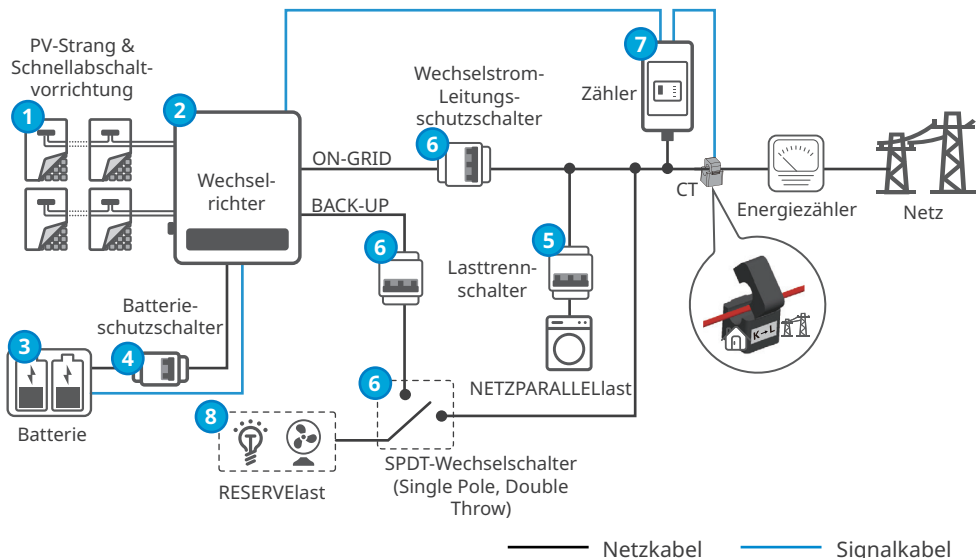 PV-Strang &
Schnellabschalt-
vorrichtung
1
2
Wechsel-
richter
ON-GRID
BACK-UP
Wechselstrom-
Leitungs-
schutzschalter
6
7
Zähler
CT
Energiezähler
Netz
6
5
Lasttrenn-
schalter
NETZPARALLELlast
K→L
Batterie-
schutzschalter
3
4
Batterie
8
RESERVElast
6
SPDT-Wechselschalter
(Single Pole, Double
Throw)
Netzkabel
Signalkabel